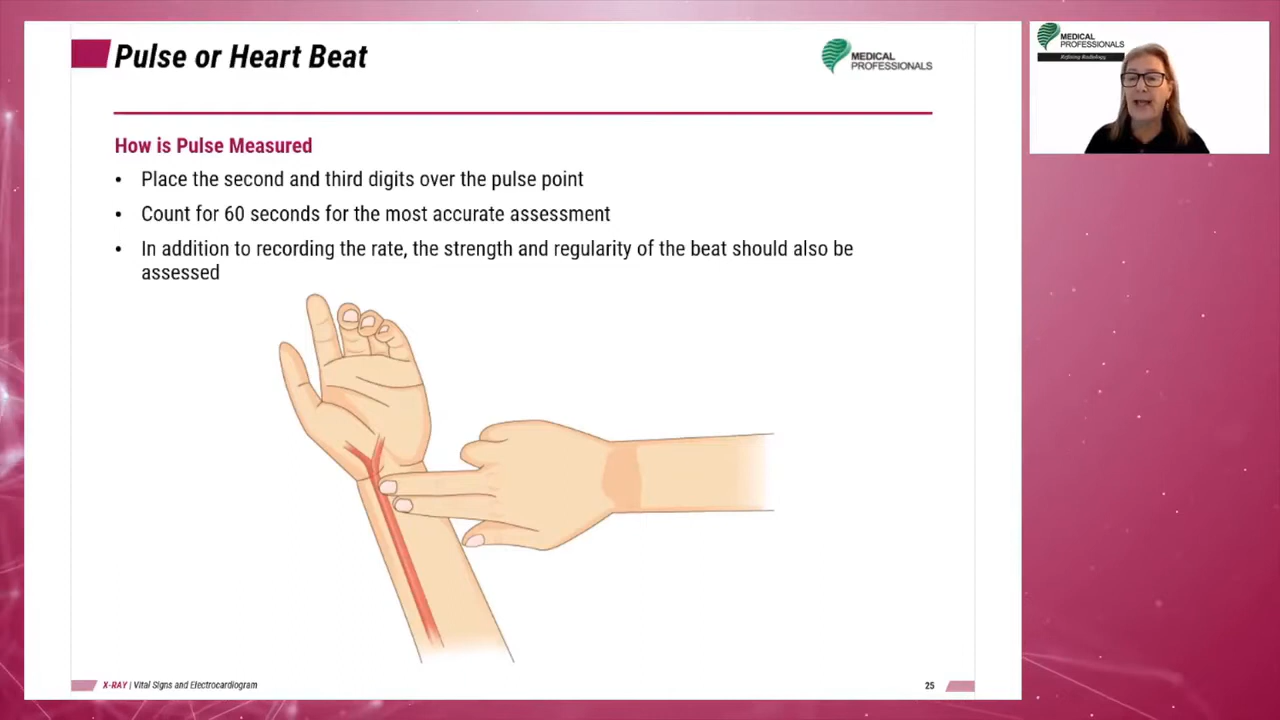 Pulse or Heart Beat
MEDICAL
PROFESSIONALS
How is Pulse Measured
• Place the second and third digits over the pulse point
• Count for 60 seconds for the most accurate assessment
• In addition to recording the rate, the strength and regularity of the beat should also be
assessed
X-RAY | Vital Signs and Electrocardiogram
25
MEDICAL
PROFESSIONALS
Refining Radiology